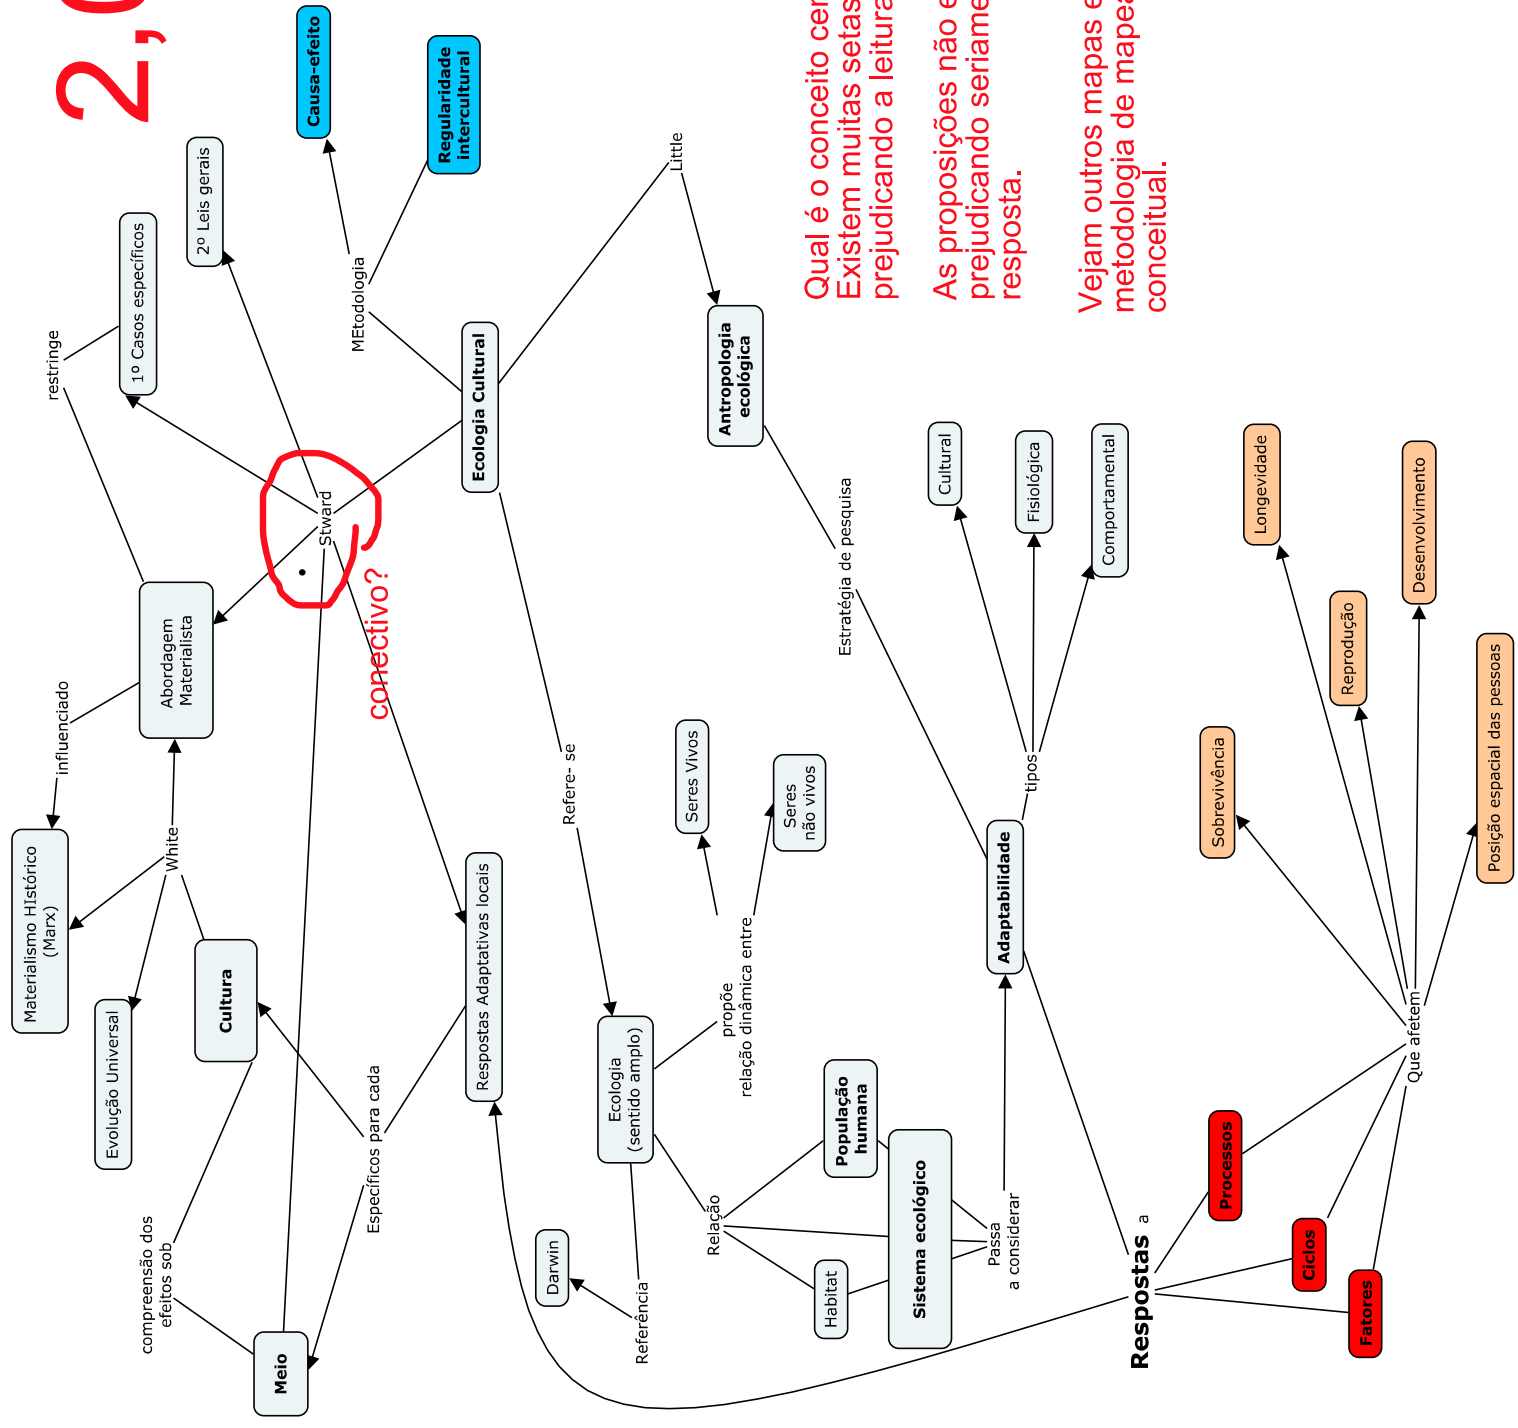 Materialismo HIstórico
(Marx)
influenciado
restringe
2,
Evolução Universal
1º Casos específicos
compreensão dos
efeitos sob
White
Abordagem
Materialista
2º Leis gerais
Cultura
Meio
Stward
Causa-efeito
MEtodologia
Específicos para cada
conectivo?
Regularidade
intercultural
Respostas Adaptativas locais
Ecologia Cultural
Darwin
Refere- se
Ecologia
(sentido amplo)
Referência
Seres Vivos
Little
Relação
propõe
relação dinâmica entre
Antropologia
ecológica
Seres
não vivos
Habitat
População
humana
Estratégia de pesquisa
Qual é o conceito
Existem muitas setas
prejudicando a leitura
Sistema ecológico
Cultural
As proposições não
prejudicando
resposta.
Passa
a considerar
Adaptabilidade
tipos
Fisiológica
Comportamental
Vejam outros mapas
metodologia de
conceitual.
Respostas a
Sobrevivência
Processos
Longevidade
Ciclos
Reprodução
Fatores
Que afetem
Desenvolvimento
Posição espacial das pessoas